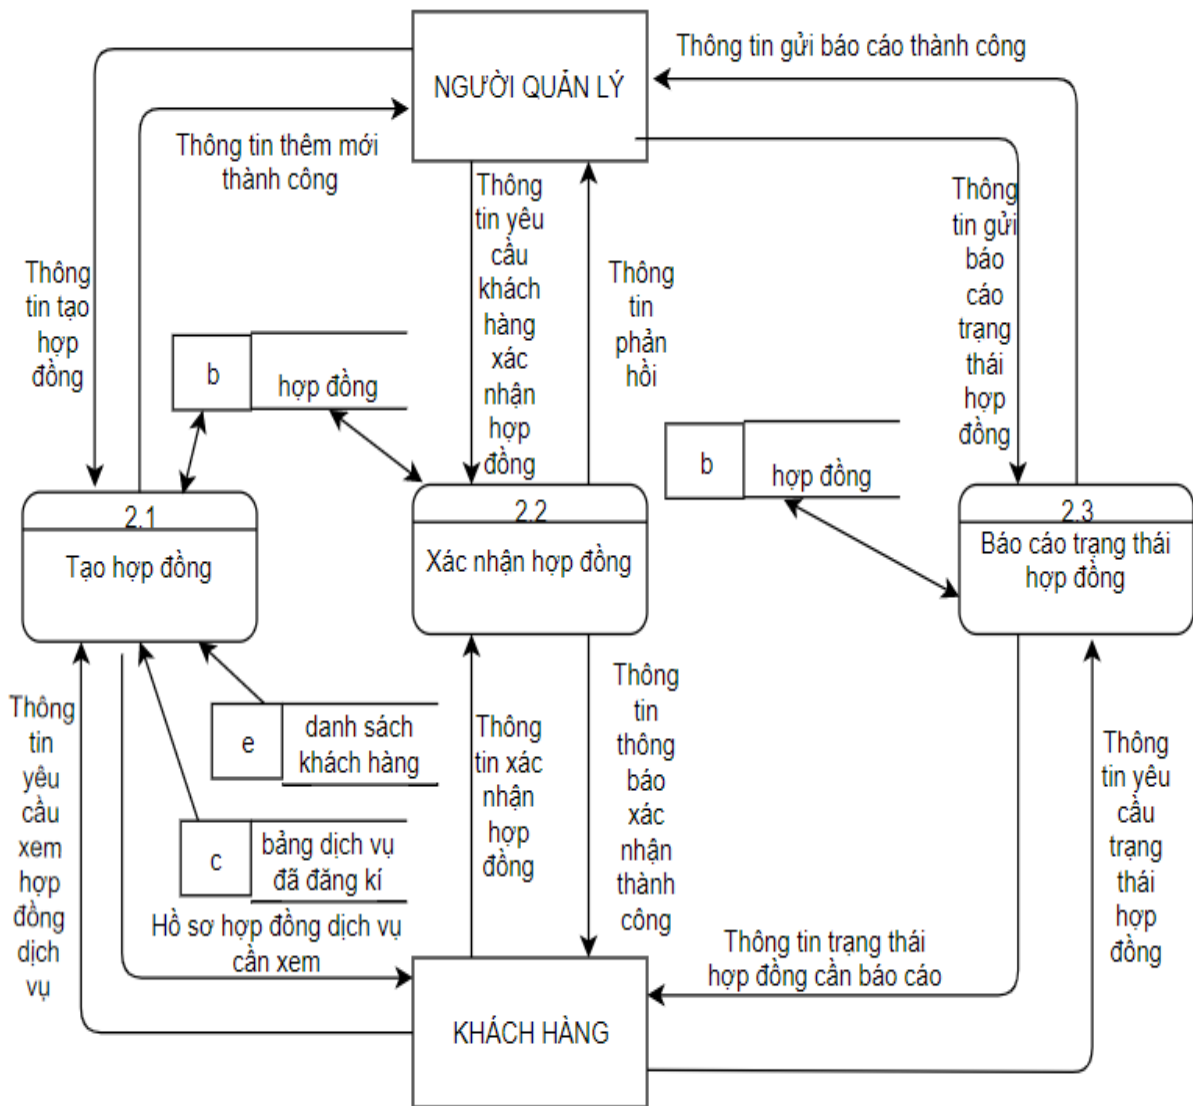 Thông tin gửi báo cáo thành công
NGƯỜI QUẢN LÝ
Thông tin thêm mới
thành công
Thông
tin yêu
cầu
khách
hàng
xác
nhận
hợp
đồng
Thông
tin gửi
báo
cáo
trạng
thái
hợp
đồng
Thông
tin tạo
hợp
đồng
Thông
tin
phản
hồi
b
hợp đồng
b
hợp đồng
2.1
Tạo hợp đồng
2.2
Xác nhận hợp đồng
2.3
Báo cáo trạng thái
hợp đồng
Thông
tin
yêu
cầu
xem
hợp
đồng
dịch
vụ
e
danh sách
khách hàng
c
bảng dịch vụ
đã đăng kí
Hồ sơ hợp đồng dịch vụ
cần xem
Thông
tin xác
nhận
hợp
đồng
Thông
tin
thông
báo
xác
nhận
thành
công
Thông
tin yêu
cầu
trạng
thái
hợp
đồng
Thông tin trạng thái
hợp đồng cần báo cáo
KHÁCH HÀNG